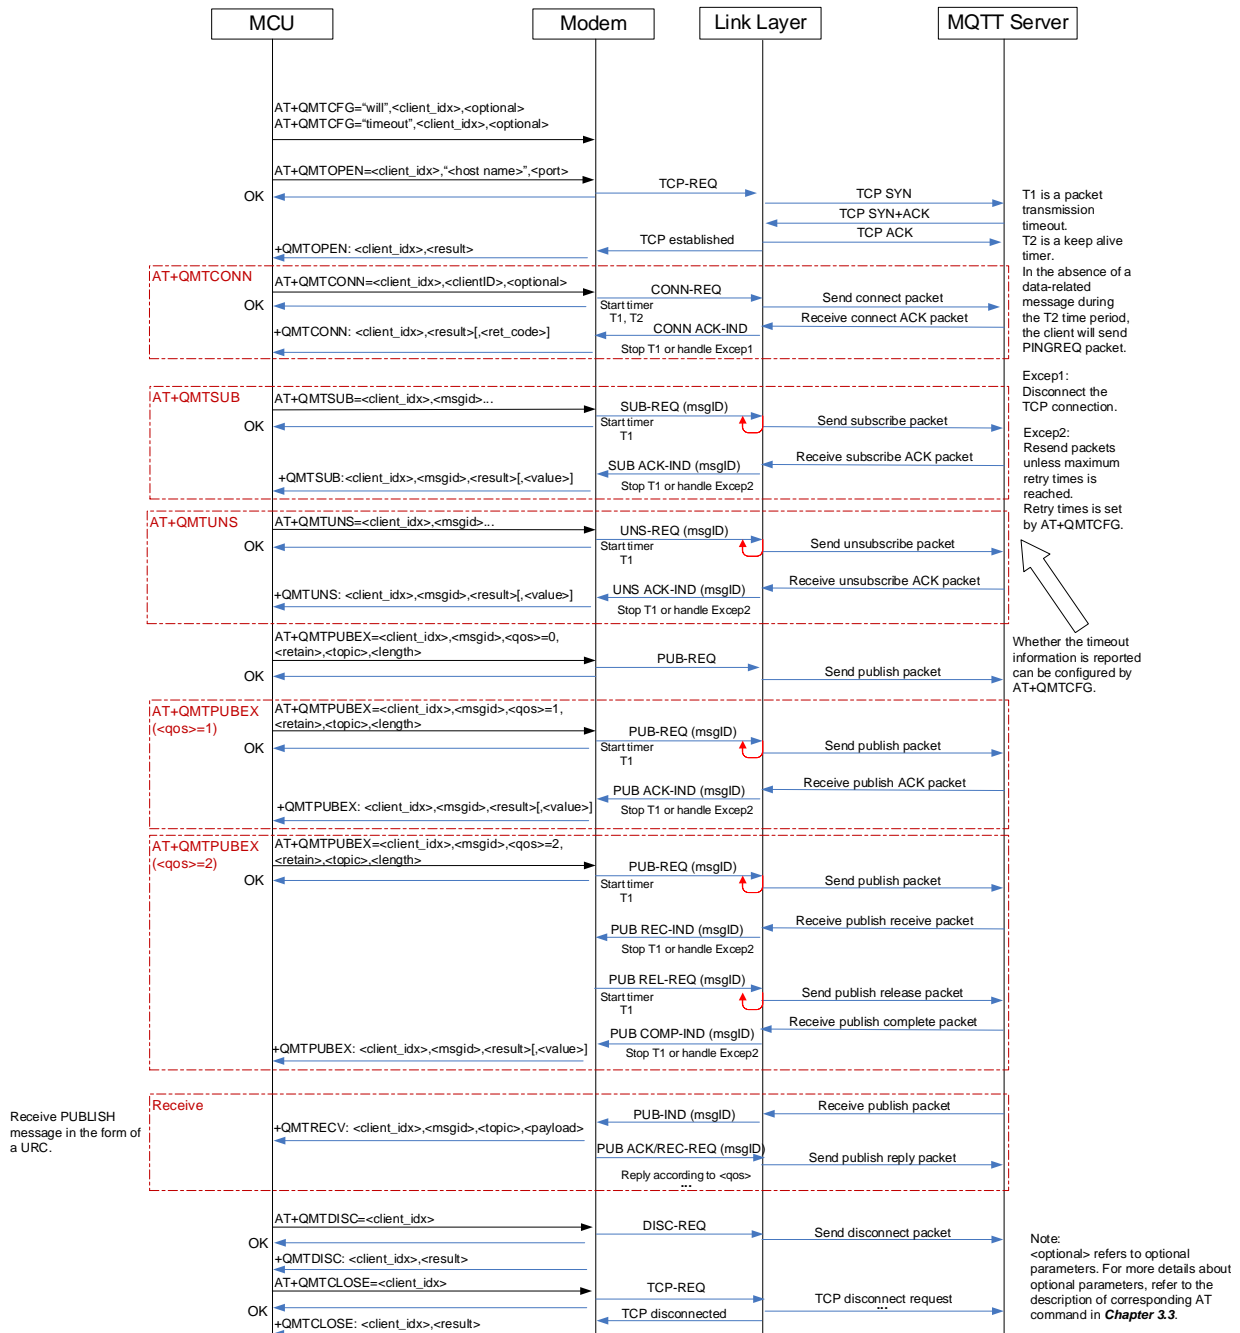 MCU
Modem
Link Layer
MQTT Server
AT+QMTCFG="will",<client_idx>,<optional>
AT+QMTCFG="timeout",<client_idx>,<optional>
AT+QMTOPEN=<client_idx>,"<host name>",<port>
OK
TCP-REQ
TCP SYN
TCP SYN+ACK
TCP ACK
TCP established
+QMTOPEN: <client_idx>,<result>
T1 is a packet
transmission
timeout.
T2 is a keep alive
timer.
In the absence of a
data-related
message during
the T2 time period,
the client will send
PINGREQ packet.
AT+QMTCONN
AT+QMTCONN=<client_idx>,<clientID>,<optional>
OK
CONN-REQ
Start timer
T1, T2
Send connect packet
Receive connect ACK packet
CONN ACK-IND
+QMTCONN: <client_idx>,<result>[,<ret_code>]
Stop T1 or handle Excep1
Excep1:
Disconnect the
TCP connection.
Excep2:
Resend packets
unless maximum
retry times is
reached.
Retry times is set
by AT+QMTCFG.
AT+QMTSUB
AT+QMTSUB=<client_idx>,<msgid>...
OK
SUB-REQ (msgID)
Start timer
T1
Send subscribe packet
Receive subscribe ACK packet
SUB ACK-IND (msgID)
+QMTSUB:<client_idx>,<msgid>,<result>[,<value>]
Stop T1 or handle Excep2
AT+QMTUNS
AT+QMTUNS=<client_idx>,<msgid>...
OK
UNS-REQ (msgID)
Start timer
T1
Send unsubscribe packet
Receive unsubscribe ACK packet
UNS ACK-IND (msgID)
+QMTUNS: <client_idx>,<msgid>,<result>[,<value>]
Stop T1 or handle Excep2
Whether the timeout
information is reported
can be configured by
AT+QMTCFG.
AT+QMTPUBEX=<client_idx>,<msgid>,<qos>=0,
<retain>,<topic>,<length>
OK
PUB-REQ
Send publish packet
AT+QMTPUBEX
(<qos>=1)
AT+QMTPUBEX=<client_idx>,<msgid>,<qos>=1,
<retain>,<topic>,<length>
OK
PUB-REQ (msgID)
Start timer
T1
Send publish packet
Receive publish ACK packet
PUB ACK-IND (msgID)
+QMTPUBEX: <client_idx>,<msgid>,<result>[,<value>]
Stop T1 or handle Excep2
AT+QMTPUBEX
(<qos>=2)
AT+QMTPUBEX=<client_idx>,<msgid>,<qos>=2,
<retain>,<topic>,<length>
OK
PUB-REQ (msgID)
Start timer
T1
Send publish packet
Receive publish receive packet
PUB REC-IND (msgID)
Stop T1 or handle Excep2
PUB REL-REQ (msgID)
Start timer
T1
Send publish release packet
Receive publish complete packet
PUB COMP-IND (msgID)
+QMTPUBEX: <client_idx>,<msgid>,<result>[,<value>]
Stop T1 or handle Excep2
Receive PUBLISH
message in the form of
a URC.
Receive
Receive publish packet
PUB-IND (msgID)
+QMTRECV: <client_idx>,<msgid>,<topic>,<payload>
PUB ACK/REC-REQ (msgID)
Send publish reply packet
Reply according to <qos>
...
AT+QMTDISC=<client_idx>
OK
DISC-REQ
Send disconnect packet
+QMTDISC: <client_idx>,<result>
AT+QMTCLOSE=<client_idx>
OK
TCP-REQ
TCP disconnect request
...
TCP disconnected
+QMTCLOSE: <client_idx>,<result>
Note:
<optional> refers to optional
parameters. For more details about
optional parameters, refer to the
description of corresponding AT
command in Chapter 3.3.